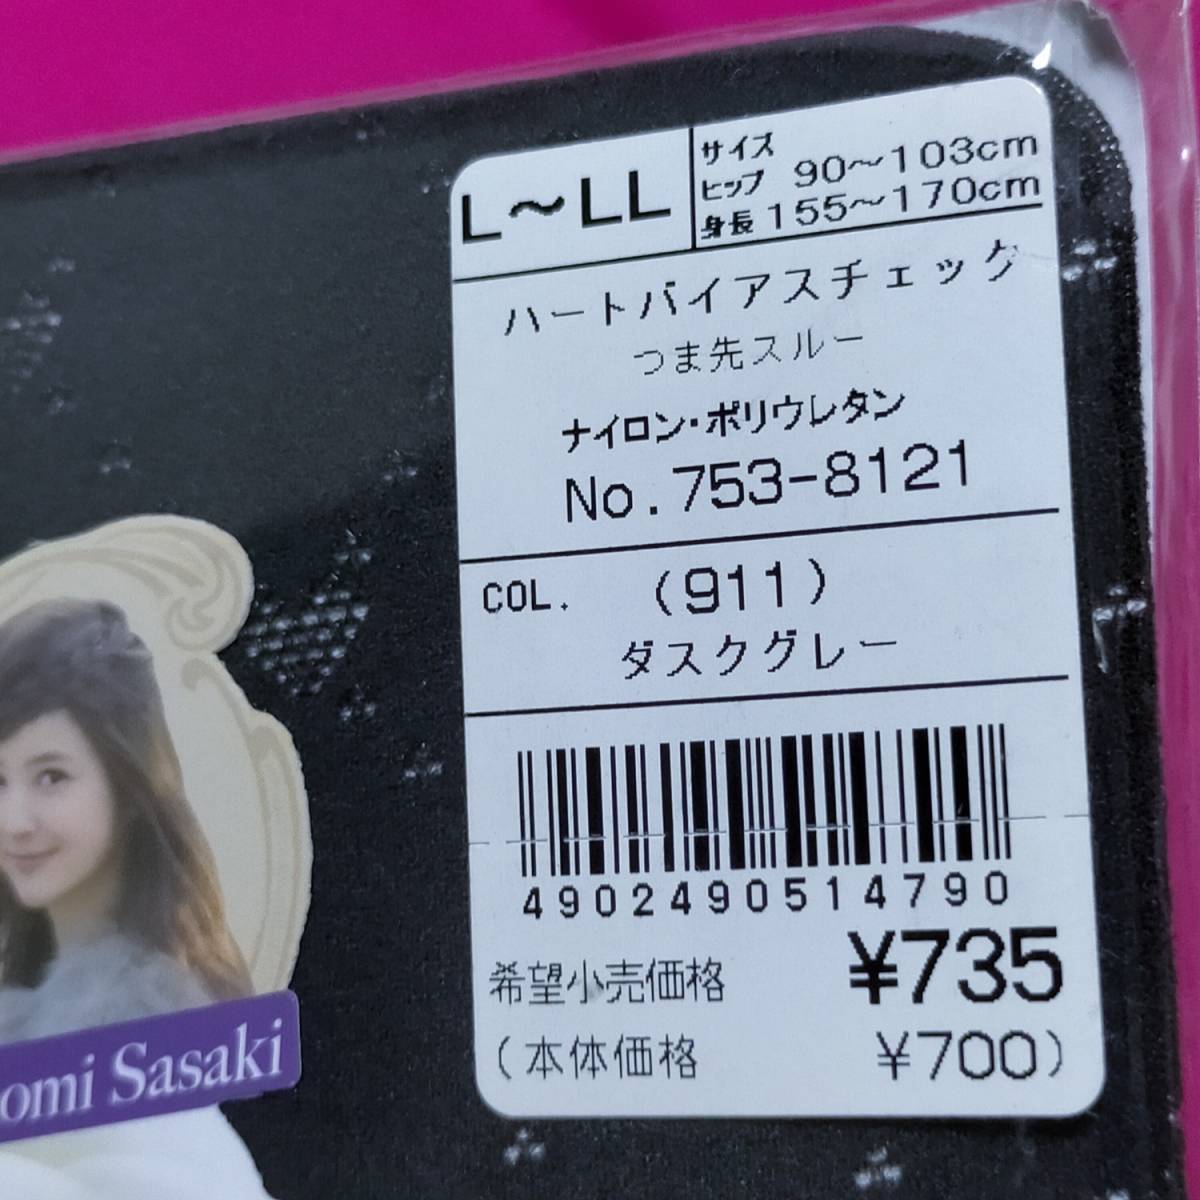 L〜LL
サイズ
ヒップ 90〜103cm
身長 155〜170cm
ハートバイアスチェック
つま先スルー
ナイロン・ポリウレタン
No.753-8121
COL. (911)
ダスクグレー
4902490514790
希望小売価格 ¥735
(本体価格 ¥700)
omi Sasaki